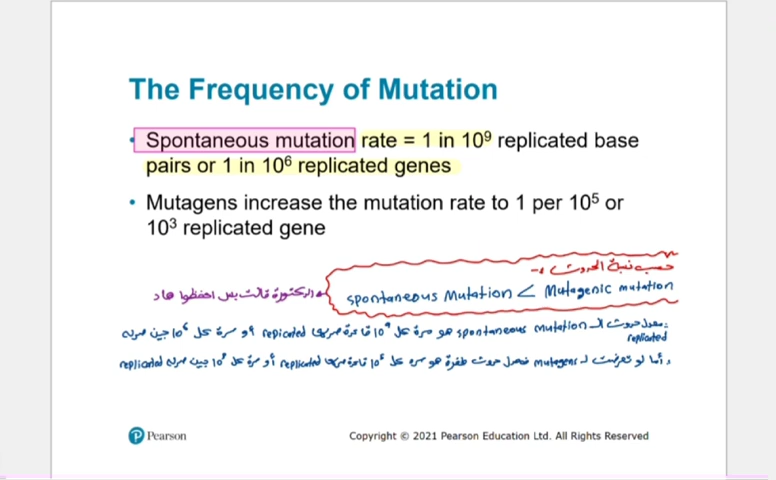 The Frequency of Mutation
• Spontaneous mutation rate = 1 in 10⁹ replicated base
pairs or 1 in 10⁶ replicated genes
• Mutagens increase the mutation rate to 1 per 10⁵ or
10³ replicated gene
حسب نسبة الحدوث :-
spontaneous Mutation < Mutagenic mutation
الدكتورة قالت بس احفظوا هاد
معدل حدوث الـ spontaneous mutation هو مرة كل 10⁹ قاعدة replicated أو مرة كل 10⁶ جين
replicated
أما لو تعرضت لـ mutagens فمعدل حدوث طفرة هو مرة كل 10⁵ قاعدة replicated أو مرة كل 10³ جين replicated
Pearson
Copyright © 2021 Pearson Education Ltd. All Rights Reserved